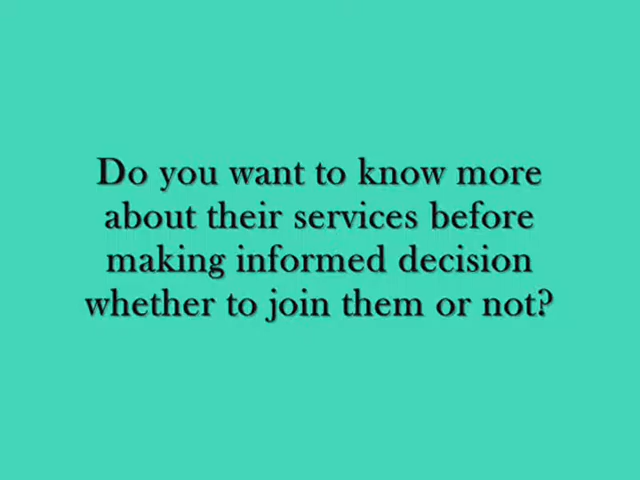 Do you want to know more
about their services before
making informed decision
whether to join them or not?